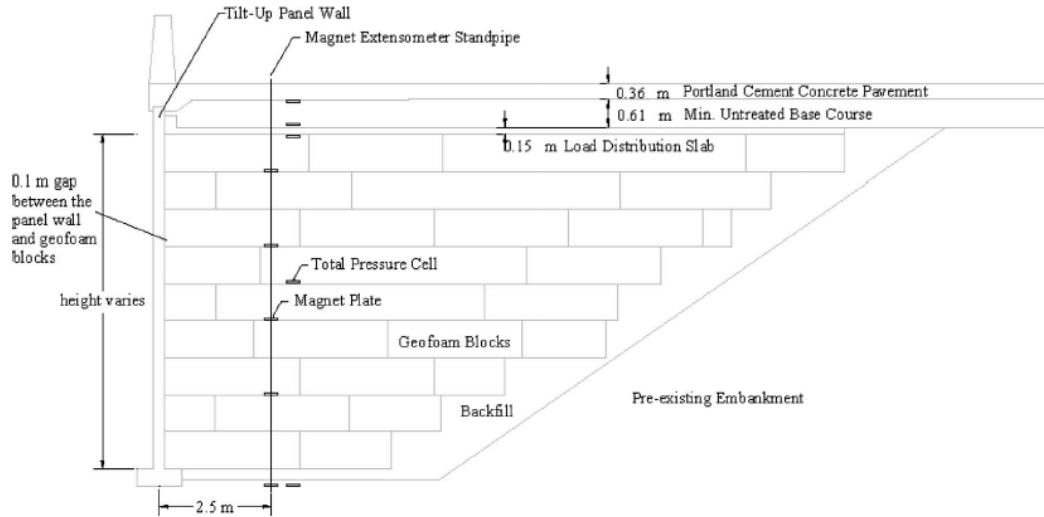 Tilt-Up Panel Wall
Magnet Extensometer Standpipe
0.36 m Portland Cement Concrete Pavement
0.61 m Min. Untreated Base Course
0.15 m Load Distribution Slab
0.1 m gap
between the
panel wall
and geofoam
blocks
Total Pressure Cell
height varies
Magnet Plate
Geofoam Blocks
Pre-existing Embankment
Backfill
2.5 m